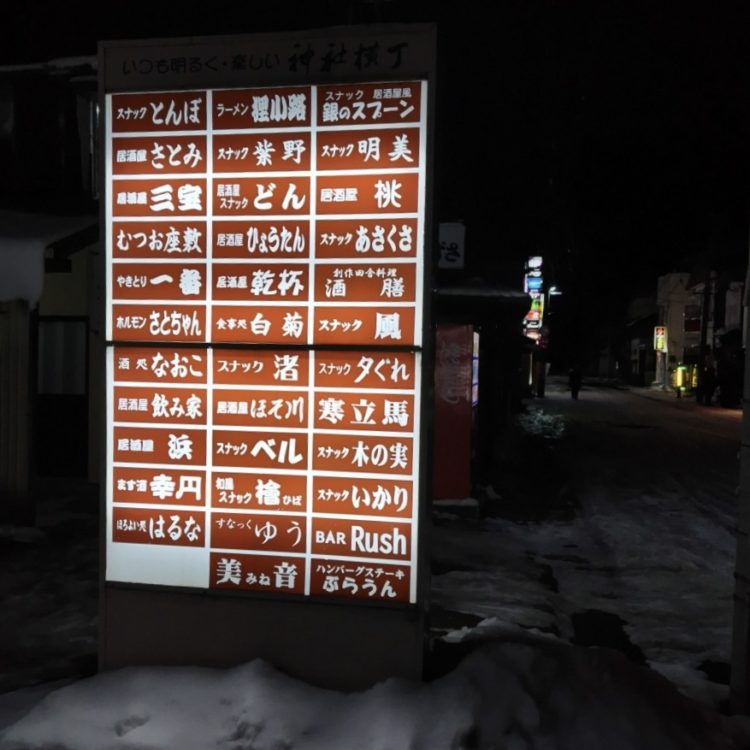 いつも明るく・楽しい 神社横丁
スナック とんぼ
ラーメン 狸小路
スナック 居酒屋風
銀のスプーン
居酒屋 さとみ
スナック 紫野
スナック 明美
居酒屋 三宝
居酒屋
スナック どん
居酒屋 桃
むつお座敷
居酒屋 ひょうたん
スナック あさくさ
やきとり 一番
居酒屋 乾杯
創作田舎料理
酒膳
ホルモン さとちゃん
食事処 白菊
スナック 風
酒処 なおこ
スナック 渚
スナック 夕ぐれ
居酒屋 飲み家
居酒屋 ほそ川
寒立馬
居酒屋 浜
スナック ベル
スナック 木の実
ます酒 幸円
和風
スナック 檜 ひば
スナック いかり
ほろよい処 はるな
すなっく ゆう
BAR Rush
美 みね 音
ハンバーグステーキ
ぶらうん